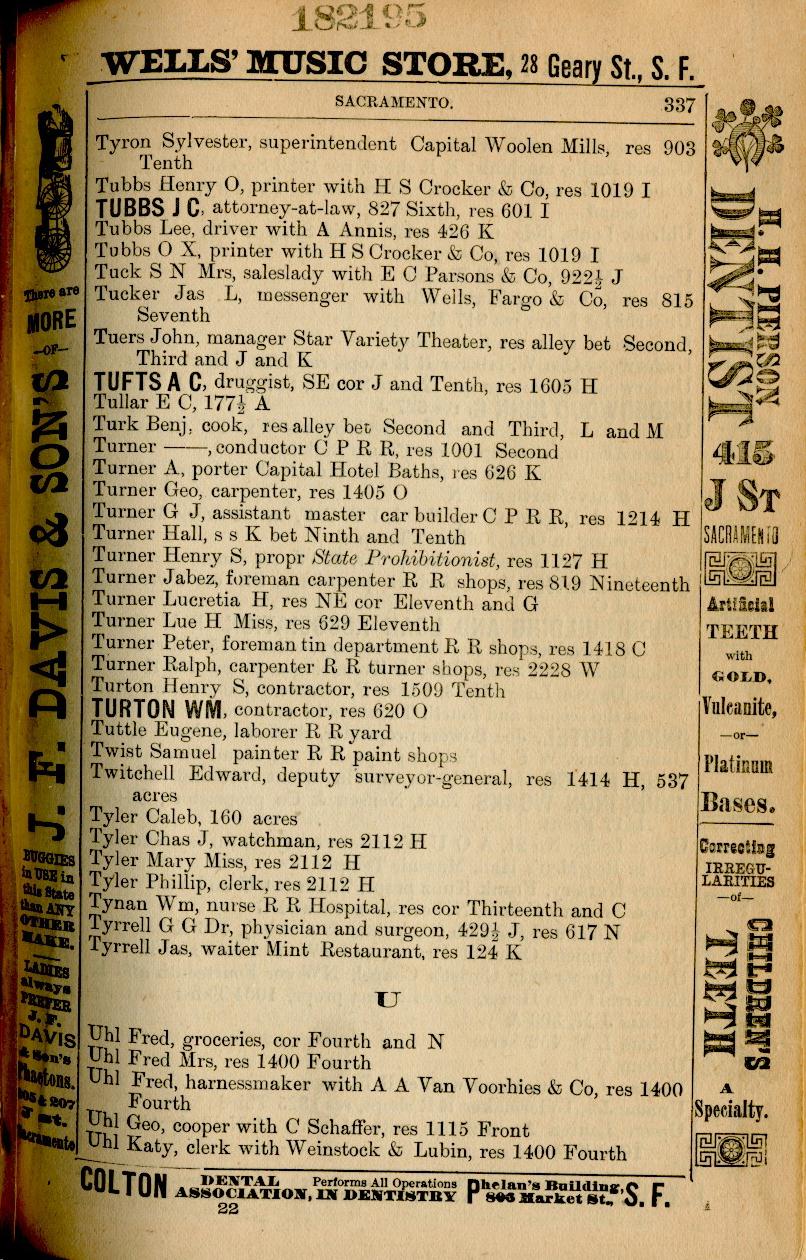 182195
WELLS' MUSIC STORE, 28 Geary St., S. F.
SACRAMENTO. 337
Tyron Sylvester, superintendent Capital Woolen Mills, res 903
Tenth
Tubbs Henry O, printer with H S Crocker & Co, res 1019 I
TUBBS J C, attorney-at-law, 827 Sixth, res 601 I
Tubbs Lee, driver with A Annis, res 426 K
Tubbs O X, printer with H S Crocker & Co, res 1019 I
Tuck S N Mrs, saleslady with E C Parsons & Co, 922½ J
Tucker Jas L, messenger with Wells, Fargo & Co, res 815
Seventh
Tuers John, manager Star Variety Theater, res alley bet Second,
Third and J and K
TUFTS A C, druggist, SE cor J and Tenth, res 1605 H
Tullar E C, 177½ A
Turk Benj, cook, res alley bet Second and Third, L and M
Turner ——, conductor C P R R, res 1001 Second
Turner A, porter Capital Hotel Baths, res 626 K
Turner Geo, carpenter, res 1405 O
Turner G J, assistant master car builder C P R R, res 1214 H
Turner Hall, s s K bet Ninth and Tenth
Turner Henry S, propr State Prohibitionist, res 1127 H
Turner Jabez, foreman carpenter R R shops, res 819 Nineteenth
Turner Lucretia H, res NE cor Eleventh and G
Turner Lue H Miss, res 629 Eleventh
Turner Peter, foreman tin department R R shops, res 1418 C
Turner Ralph, carpenter R R turner shops, res 2228 W
Turton Henry S, contractor, res 1509 Tenth
TURTON WM, contractor, res 620 O
Tuttle Eugene, laborer R R yard
Twist Samuel painter R R paint shops
Twitchell Edward, deputy surveyor-general, res 1414 H, 537
acres
Tyler Caleb, 160 acres
Tyler Chas J, watchman, res 2112 H
Tyler Mary Miss, res 2112 H
Tyler Phillip, clerk, res 2112 H
Tynan Wm, nurse R R Hospital, res cor Thirteenth and C
Tyrrell G G Dr, physician and surgeon, 429½ J, res 617 N
Tyrrell Jas, waiter Mint Restaurant, res 124 K
U
Uhl Fred, groceries, cor Fourth and N
Uhl Fred Mrs, res 1400 Fourth
Uhl Fred, harnessmaker with A A Van Voorhies & Co, res 1400
Fourth
Uhl Geo, cooper with C Schaffer, res 1115 Front
Uhl Katy, clerk with Weinstock & Lubin, res 1400 Fourth
There are
MORE
—OF—
J. F. DAVIS & SON'S
BUGGIES
in USE in
this State
than ANY
OTHER
MAKE.
LADIES
always
PREFER
J. F.
DAVIS
& Son's
Phaetons.
205 & 207
J St.
Sacramento
H. H. PIERSON
DENTIST
415
J ST
SACRAMENTO
Artificial
TEETH
with
GOLD,
Vulcanite,
—or—
Platinum
Bases.
Correcting
IRREGU-
LARITIES
—of—
CHILDREN'S
TEETH
A
Specialty.
COLTON DENTAL ASSOCIATION, Performs All Operations IN DENTISTRY Phelan's Building, 806 Market St., S. F.
22